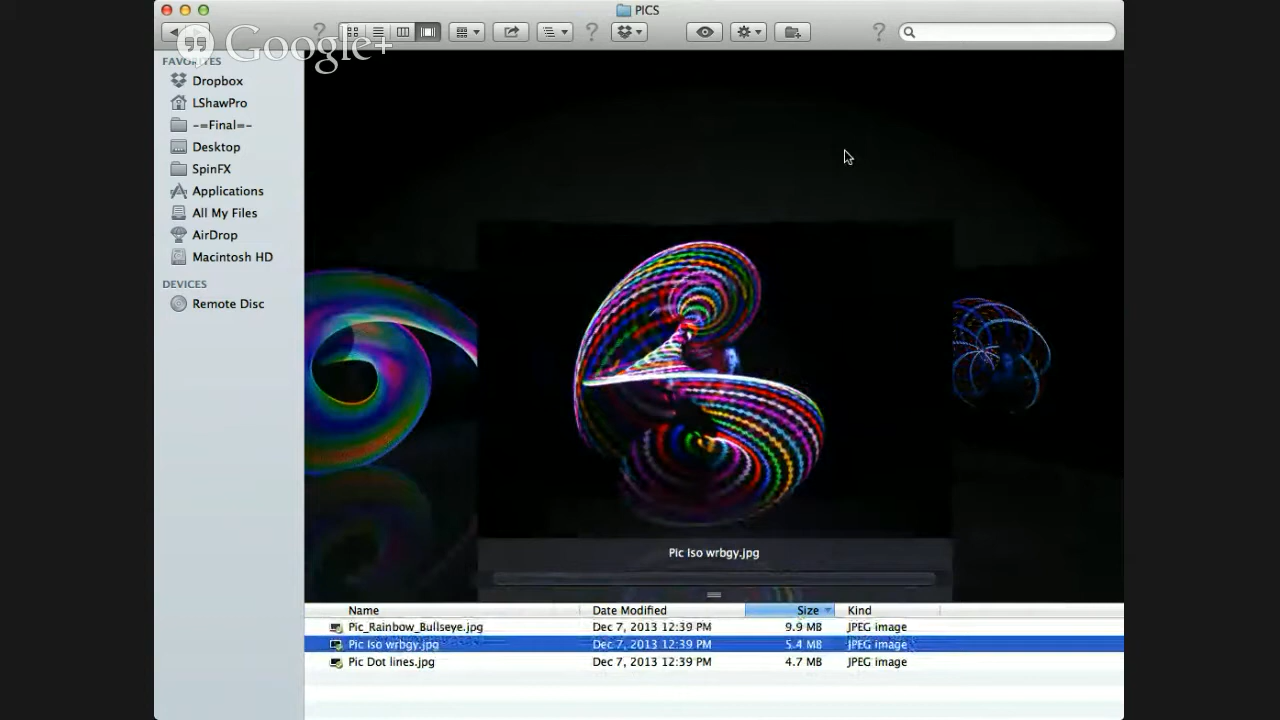 PICS
Google+
FAVORITES
Dropbox
LShawPro
-=Final=-
Desktop
SpinFX
Applications
All My Files
AirDrop
Macintosh HD
DEVICES
Remote Disc
Pic Iso wrbgy.jpg
Name Date Modified Size Kind
Pic_Rainbow_Bullseye.jpg Dec 7, 2013 12:39 PM 9.9 MB JPEG image
Pic Iso wrbgy.jpg Dec 7, 2013 12:39 PM 5.4 MB JPEG image
Pic Dot lines.jpg Dec 7, 2013 12:39 PM 4.7 MB JPEG image